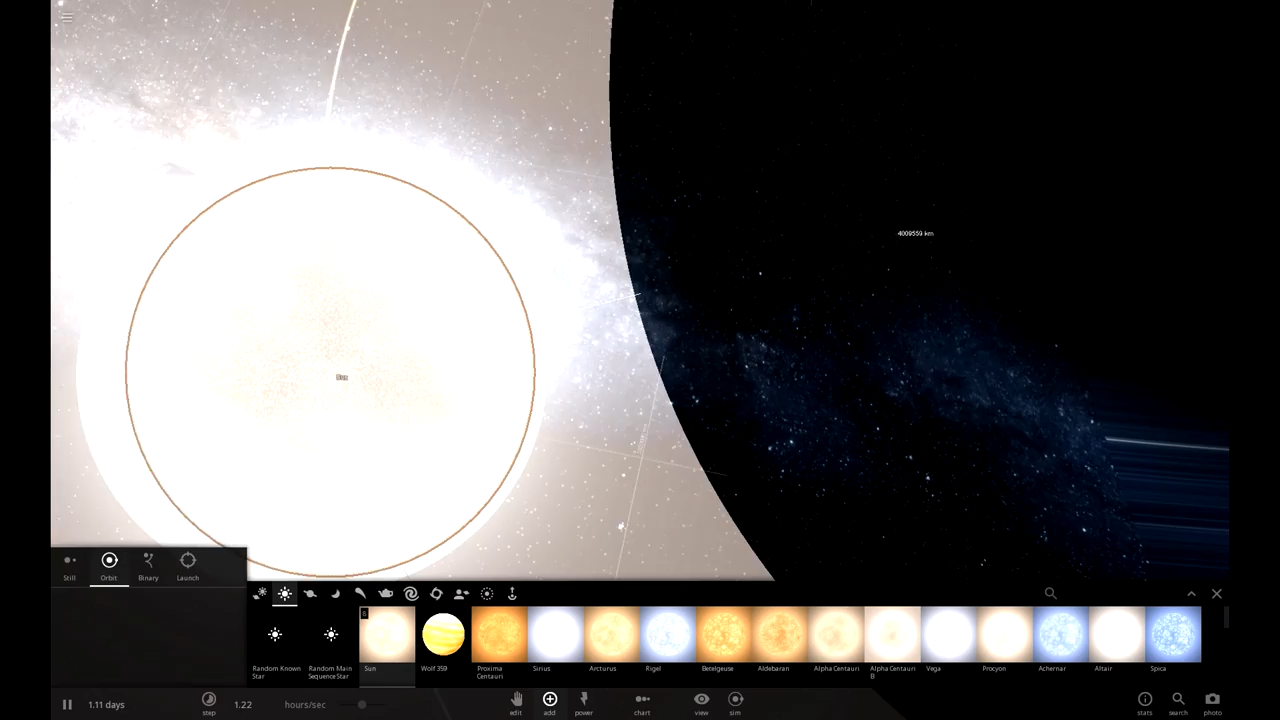 4009559 km
Sun
Still
Orbit
Binary
Launch
Random Known Star
Random Main Sequence Star
Sun
Wolf 359
Proxima Centauri
Sirius
Arcturus
Rigel
Betelgeuse
Aldebaran
Alpha Centauri
Alpha Centauri B
Vega
Procyon
Achernar
Altair
Spica
1.11 days
step
1.22
hours/sec
edit
add
power
chart
view
sim
stats
search
photo